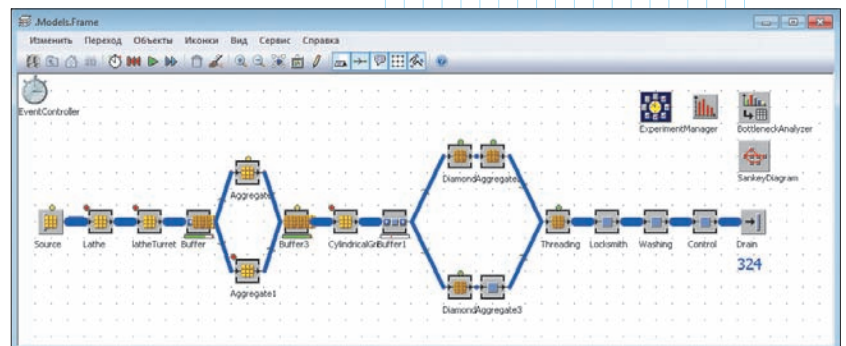 .Models.Frame
Изменить Переход Объекты Иконки Вид Сервис Справка
EventController
ExperimentManager BottleneckAnalyzer
SankeyDiagram
Aggregate
DiamondAggregate
Source Lathe latheTurret Buffer Buffer3 CylindricalGrBuffer1 Threading Locksmith Washing Control Drain
324
Aggregate1
DiamondAggregate3